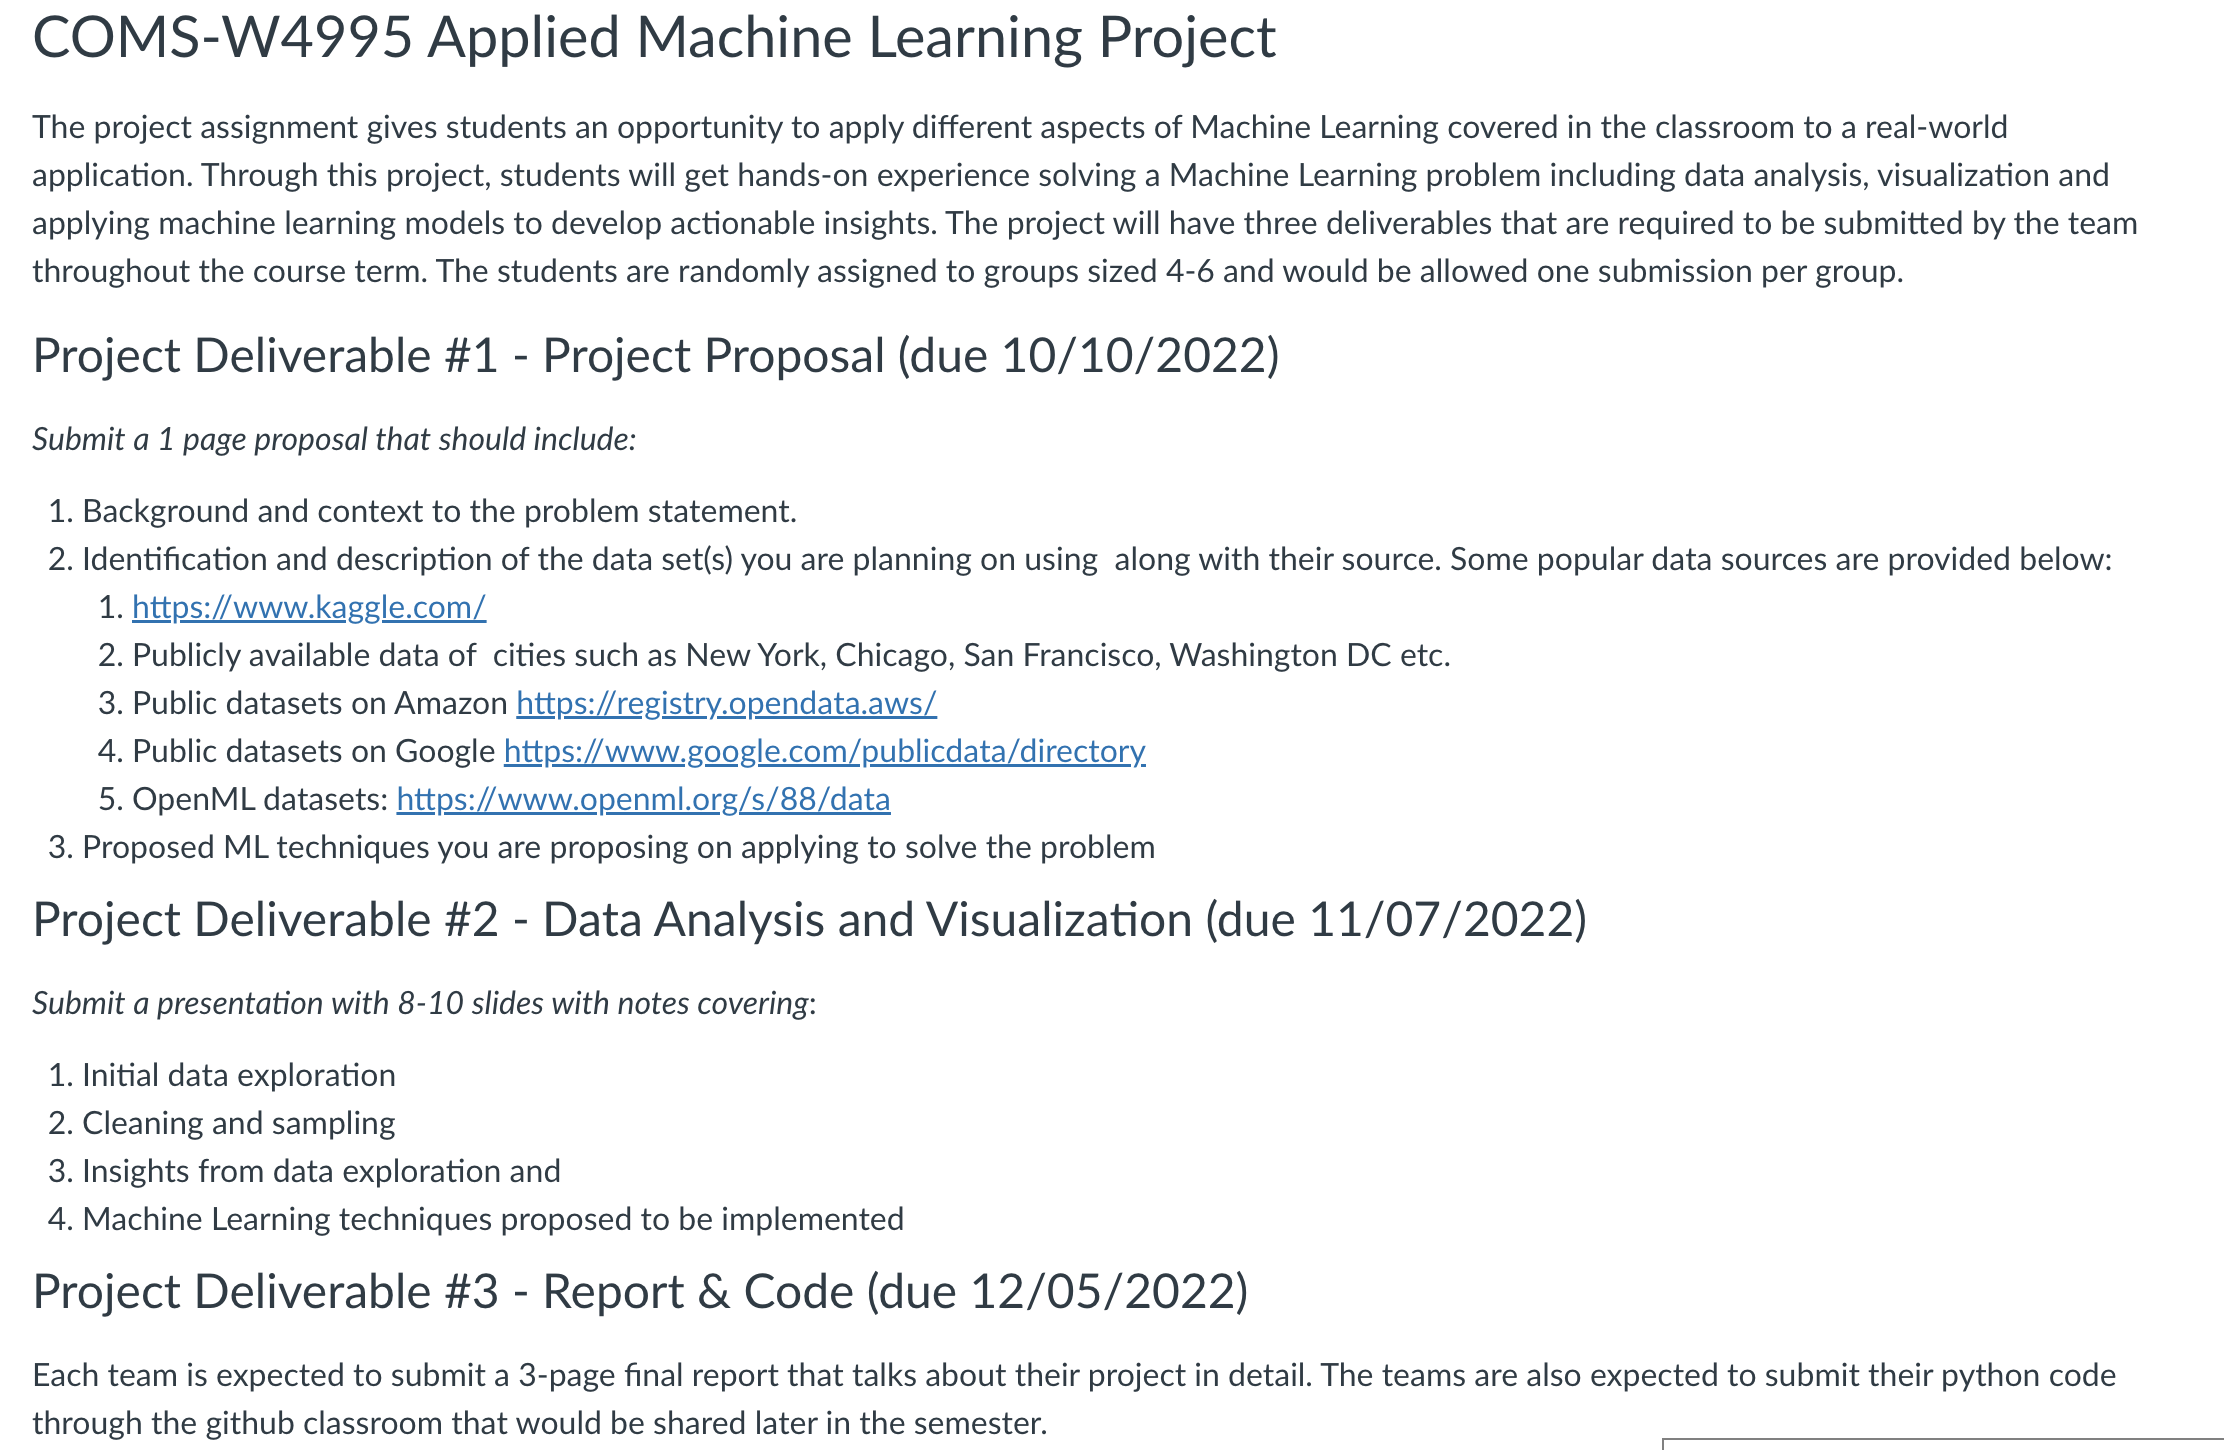 COMS-W4995 Applied Machine Learning Project
The project assignment gives students an opportunity to apply different aspects of Machine Learning covered in the classroom to a real-world
application. Through this project, students will get hands-on experience solving a Machine Learning problem including data analysis, visualization and
applying machine learning models to develop actionable insights. The project will have three deliverables that are required to be submitted by the team
throughout the course term. The students are randomly assigned to groups sized 4-6 and would be allowed one submission per group.
Project Deliverable #1 - Project Proposal (due 10/10/2022)
Submit a 1 page proposal that should include:
1. Background and context to the problem statement.
2. Identification and description of the data set(s) you are planning on using  along with their source. Some popular data sources are provided below:
1. https://www.kaggle.com/
2. Publicly available data of  cities such as New York, Chicago, San Francisco, Washington DC etc.
3. Public datasets on Amazon https://registry.opendata.aws/
4. Public datasets on Google https://www.google.com/publicdata/directory
5. OpenML datasets: https://www.openml.org/s/88/data
3. Proposed ML techniques you are proposing on applying to solve the problem
Project Deliverable #2 - Data Analysis and Visualization (due 11/07/2022)
Submit a presentation with 8-10 slides with notes covering:
1. Initial data exploration
2. Cleaning and sampling
3. Insights from data exploration and
4. Machine Learning techniques proposed to be implemented
Project Deliverable #3 - Report & Code (due 12/05/2022)
Each team is expected to submit a 3-page final report that talks about their project in detail. The teams are also expected to submit their python code
through the github classroom that would be shared later in the semester.